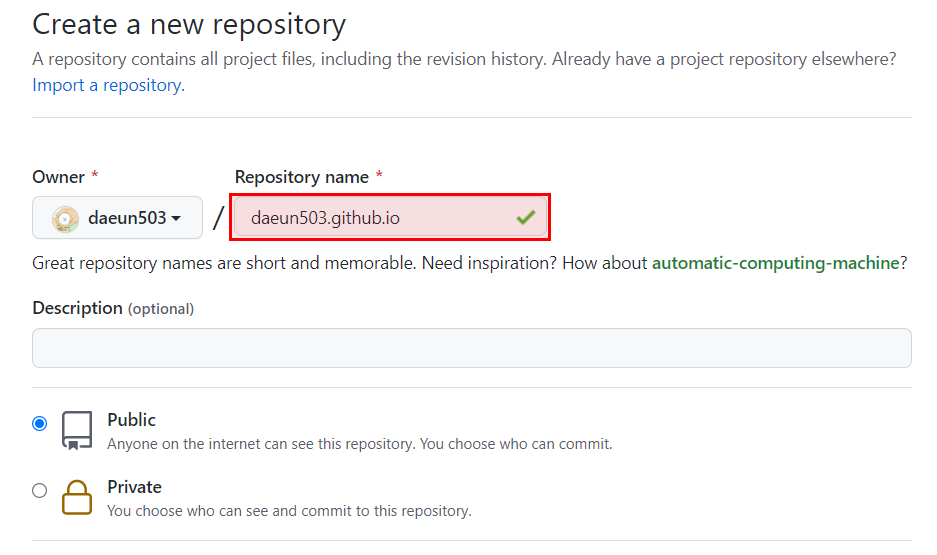 Create a new repository
A repository contains all project files, including the revision history. Already have a project repository elsewhere?
Import a repository.
Owner * Repository name *
daeun503 / daeun503.github.io
Great repository names are short and memorable. Need inspiration? How about automatic-computing-machine?
Description (optional)
Public
Anyone on the internet can see this repository. You choose who can commit.
Private
You choose who can see and commit to this repository.